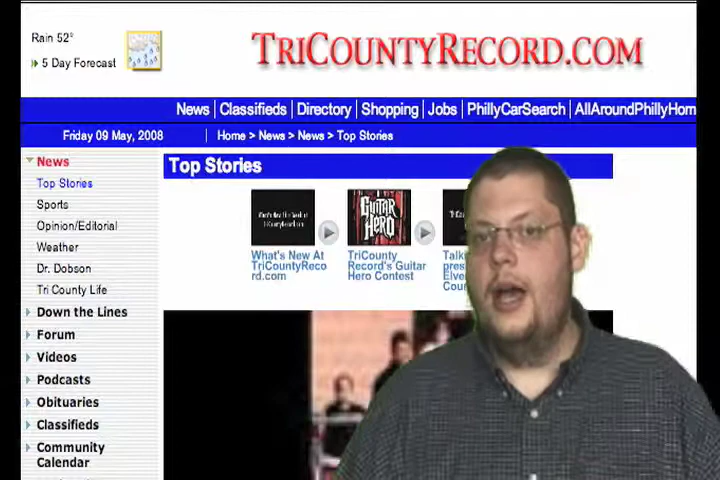 Rain 52°
5 Day Forecast
TRICOUNTYRECORD.COM
News | Classifieds | Directory | Shopping | Jobs | PhillyCarSearch | AllAroundPhillyHom
Friday 09 May, 2008 | Home > News > News > Top Stories
News
Top Stories
Sports
Opinion/Editorial
Weather
Dr. Dobson
Tri County Life
Down the Lines
Forum
Videos
Podcasts
Obituaries
Classifieds
Community
Calendar
Top Stories
GUITAR
HERO
What's New At
TriCountyReco
rd.com
TriCounty
Record's Guitar
Hero Contest
Talk
pres
Elve
Cou